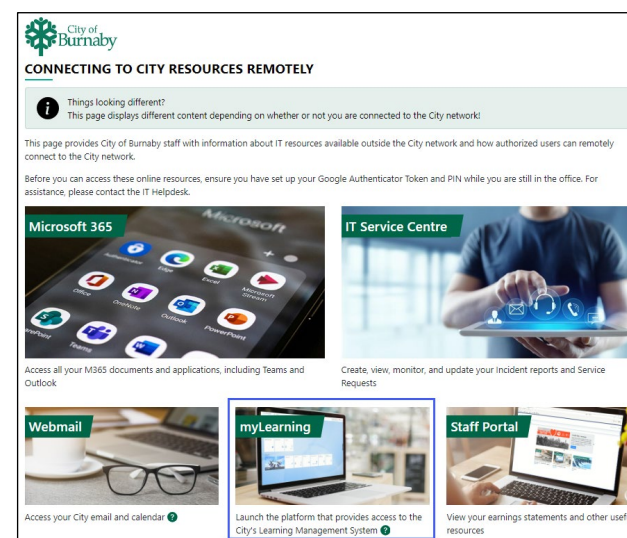 City of
Burnaby
CONNECTING TO CITY RESOURCES REMOTELY
Things looking different?
This page displays different content depending on whether or not you are connected to the City network!
This page provides City of Burnaby staff with information about IT resources available outside the City network and how authorized users can remotely
connect to the City network.
Before you can access these online resources, ensure you have set up your Google Authenticator Token and PIN while you are still in the office. For
assistance, please contact the IT Helpdesk.
Microsoft 365
Microsoft
Authenticator
Edge
Excel
Microsoft
Stream
Office
OneNote
Outlook
PowerPoint
SharePoint
Teams
IT Service Centre
Access all your M365 documents and applications, including Teams and
Outlook
Create, view, monitor, and update your Incident reports and Service
Requests
Webmail
myLearning
Staff Portal
Access your City email and calendar ?
Launch the platform that provides access to the
City's Learning Management System ?
View your earnings statements and other usef
resources